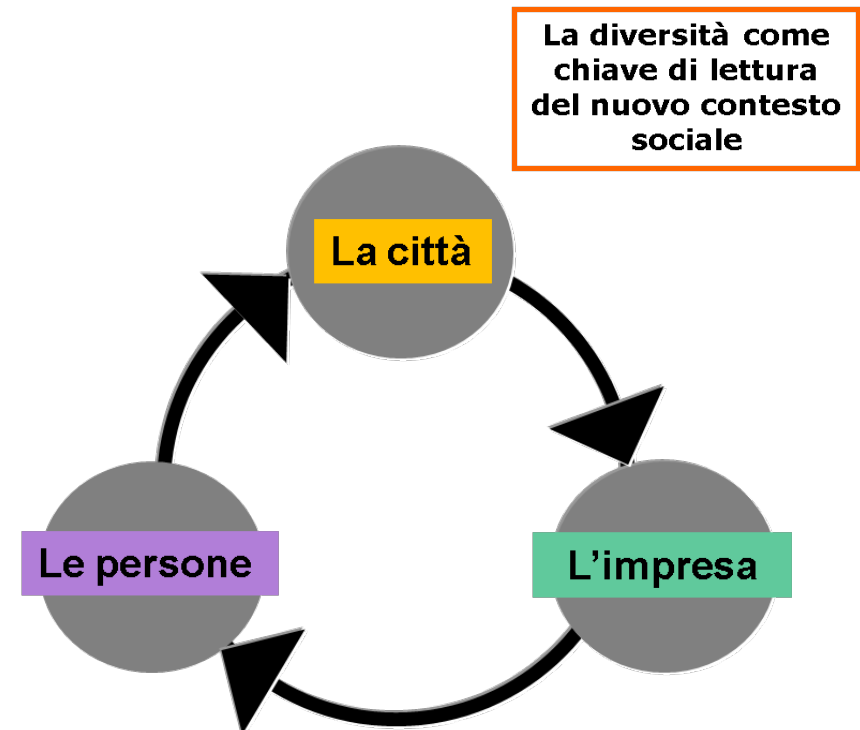 La diversità come
chiave di lettura
del nuovo contesto
sociale
La città
Le persone
L’impresa